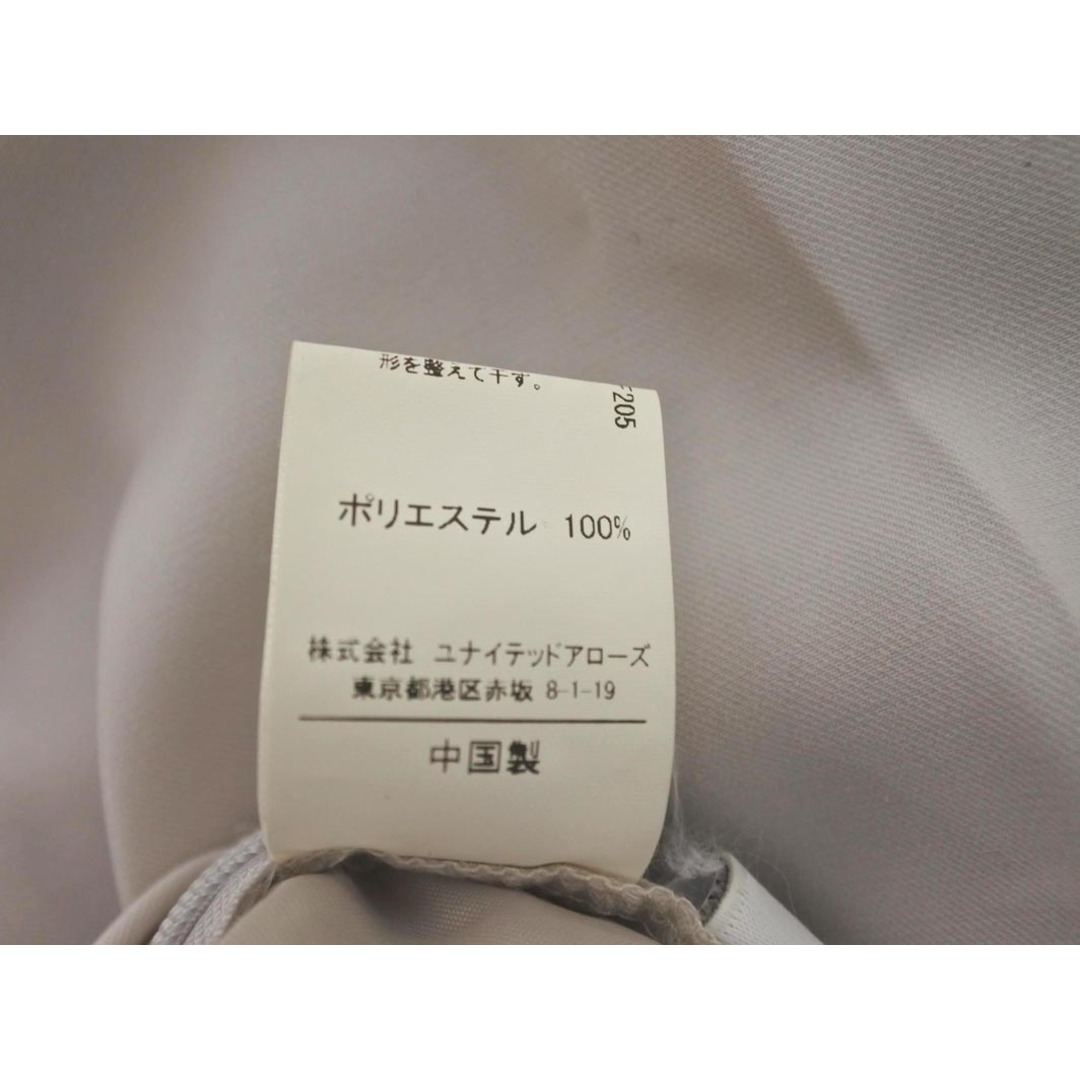 形を整えて干す。
205
ポリエステル 100%
株式会社 ユナイテッドアローズ
東京都港区赤坂 8-1-19
中国製